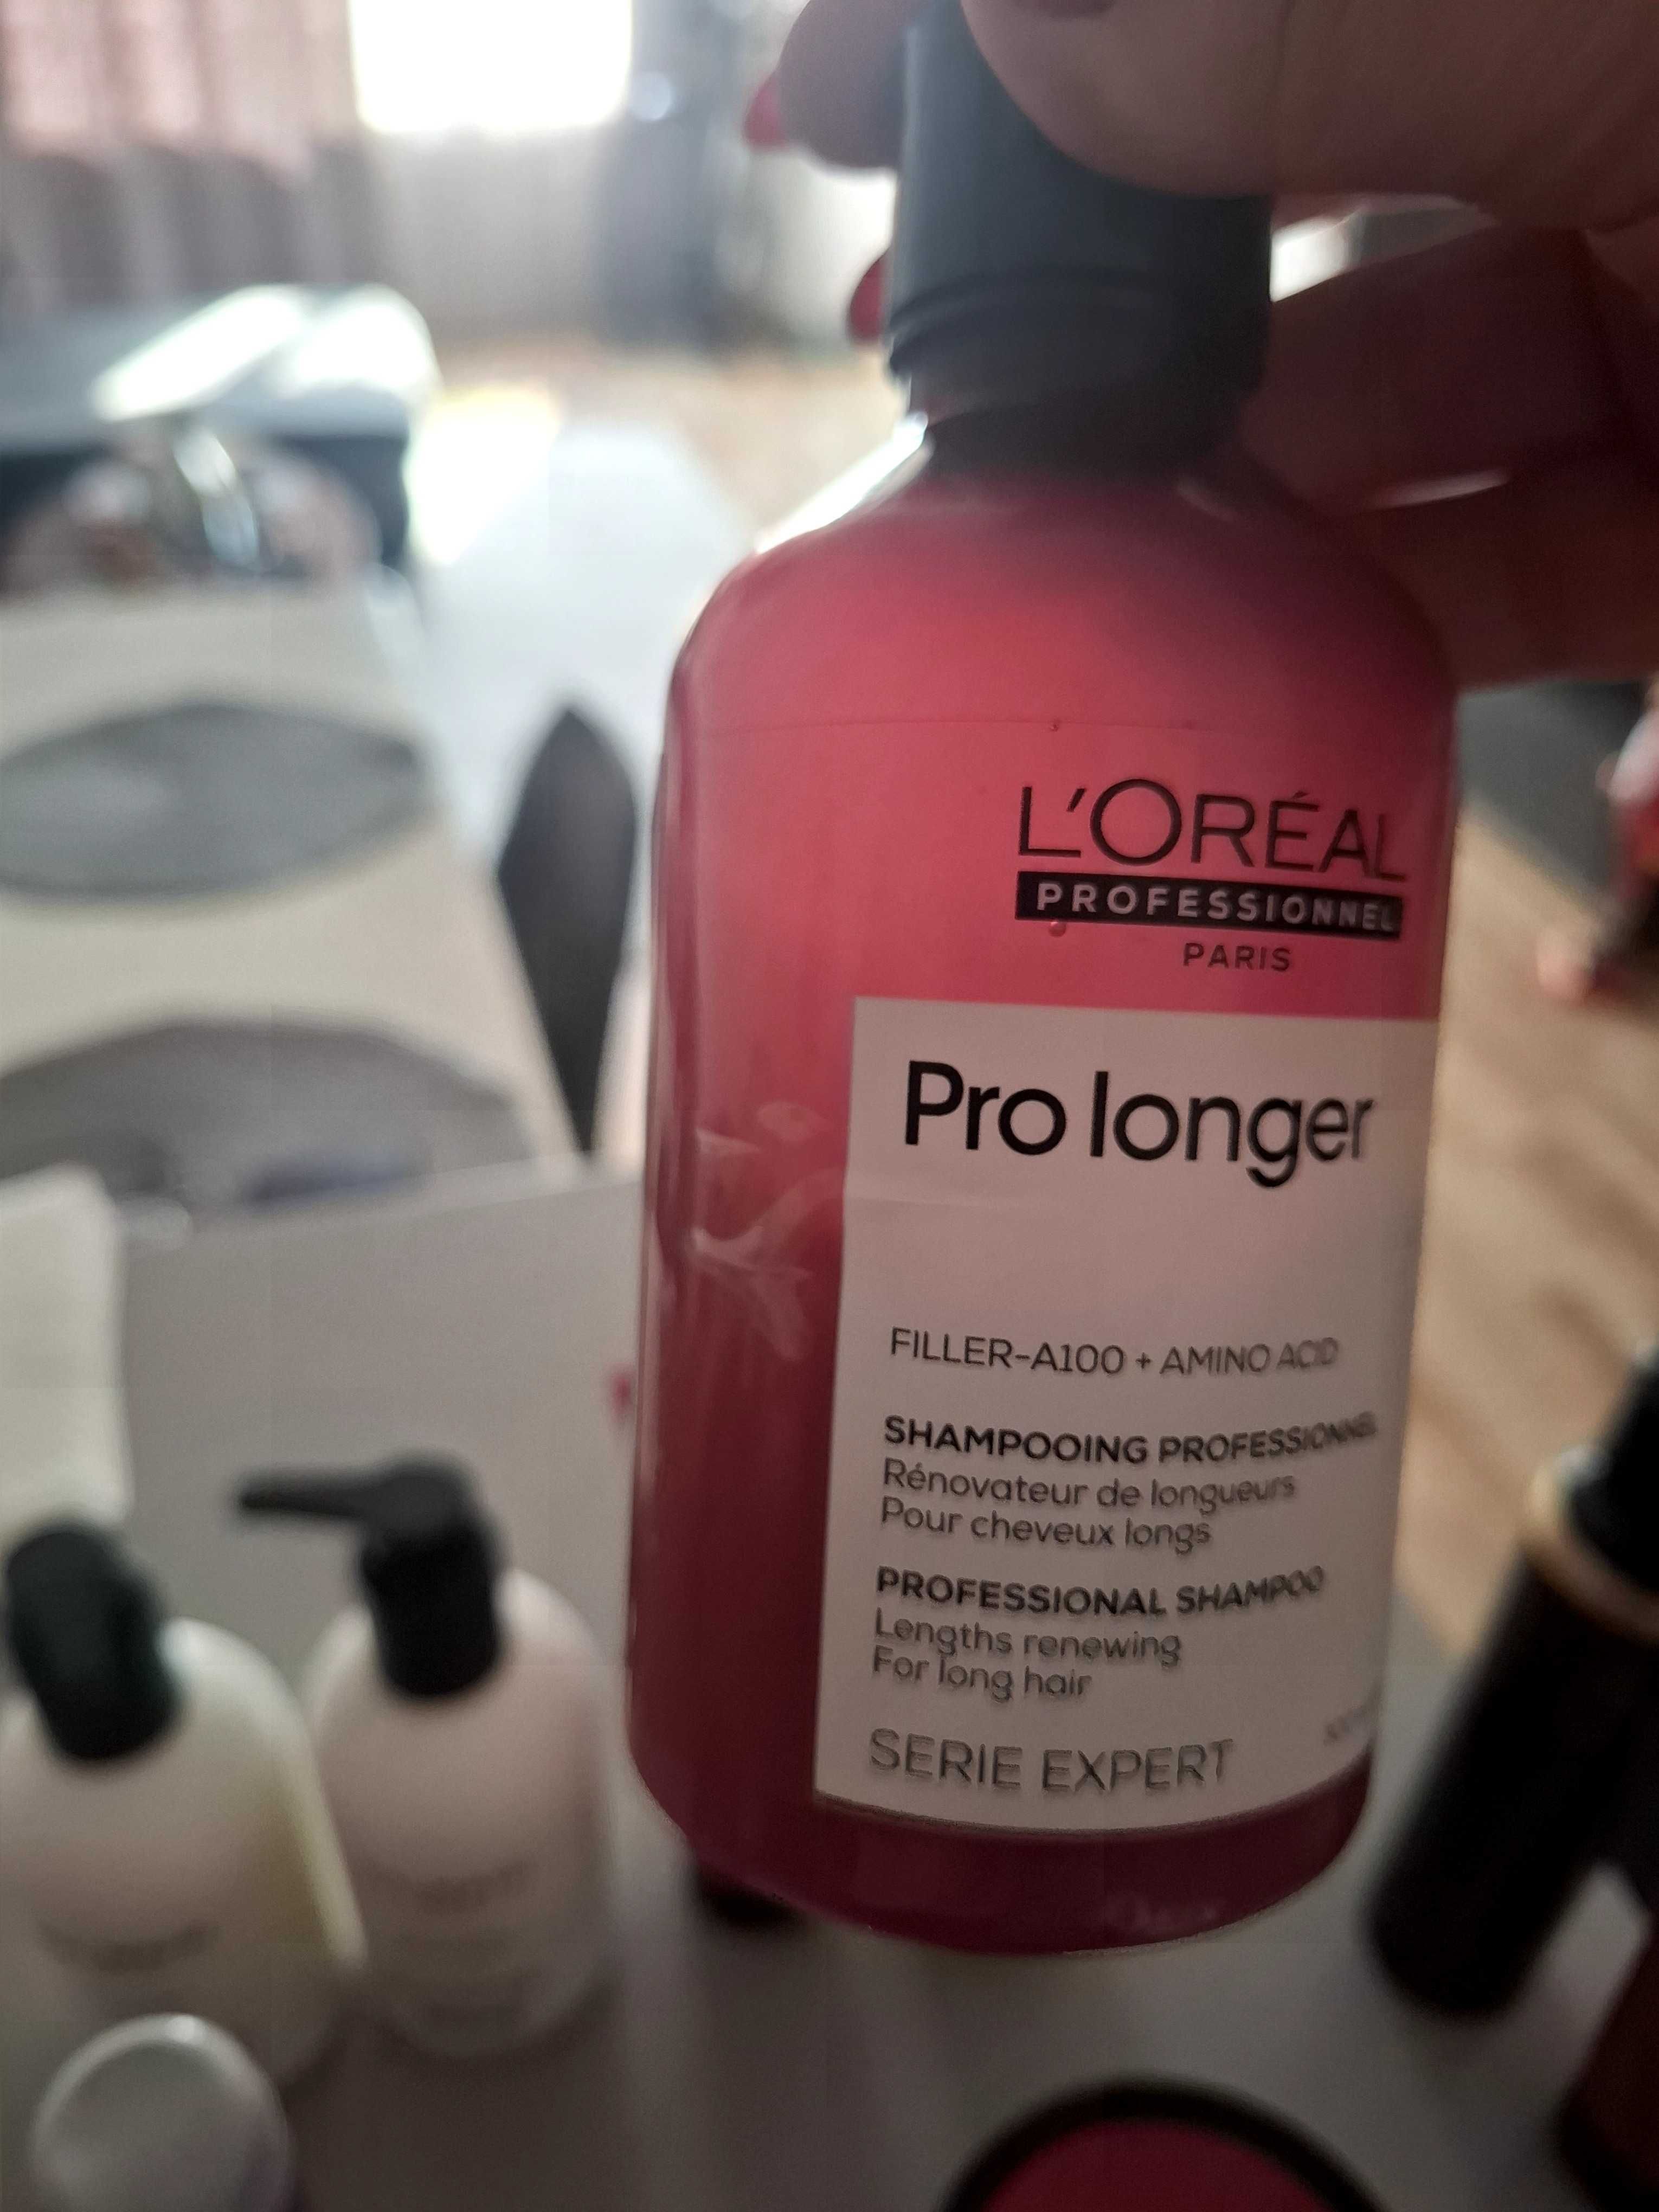 L'ORÉAL
PROFESSIONNEL
PARIS
Pro longer
FILLER-A100 + AMINO ACID
SHAMPOOING PROFESSIONNEL
Rénovateur de longueurs
Pour cheveux longs
PROFESSIONAL SHAMPOO
Lengths renewing
For long hair
SERIE EXPERT